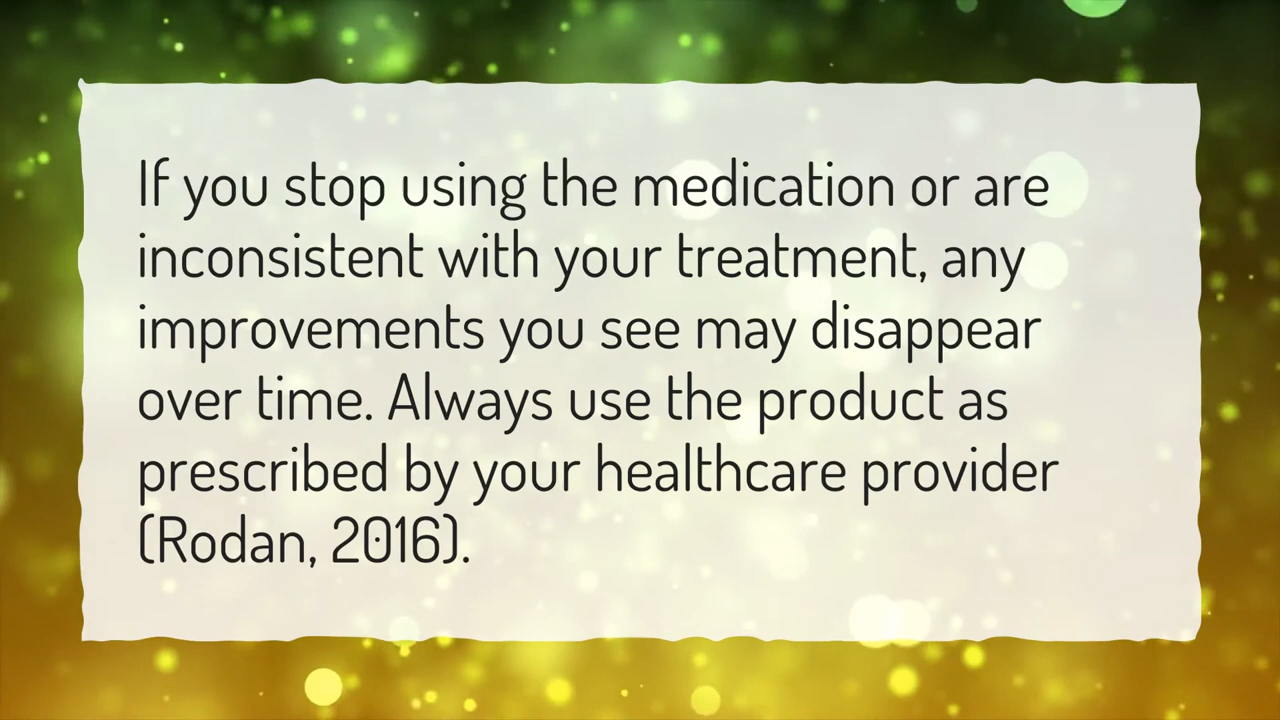 If you stop using the medication or are
inconsistent with your treatment, any
improvements you see may disappear
over time. Always use the product as
prescribed by your healthcare provider
(Rodan, 2016).